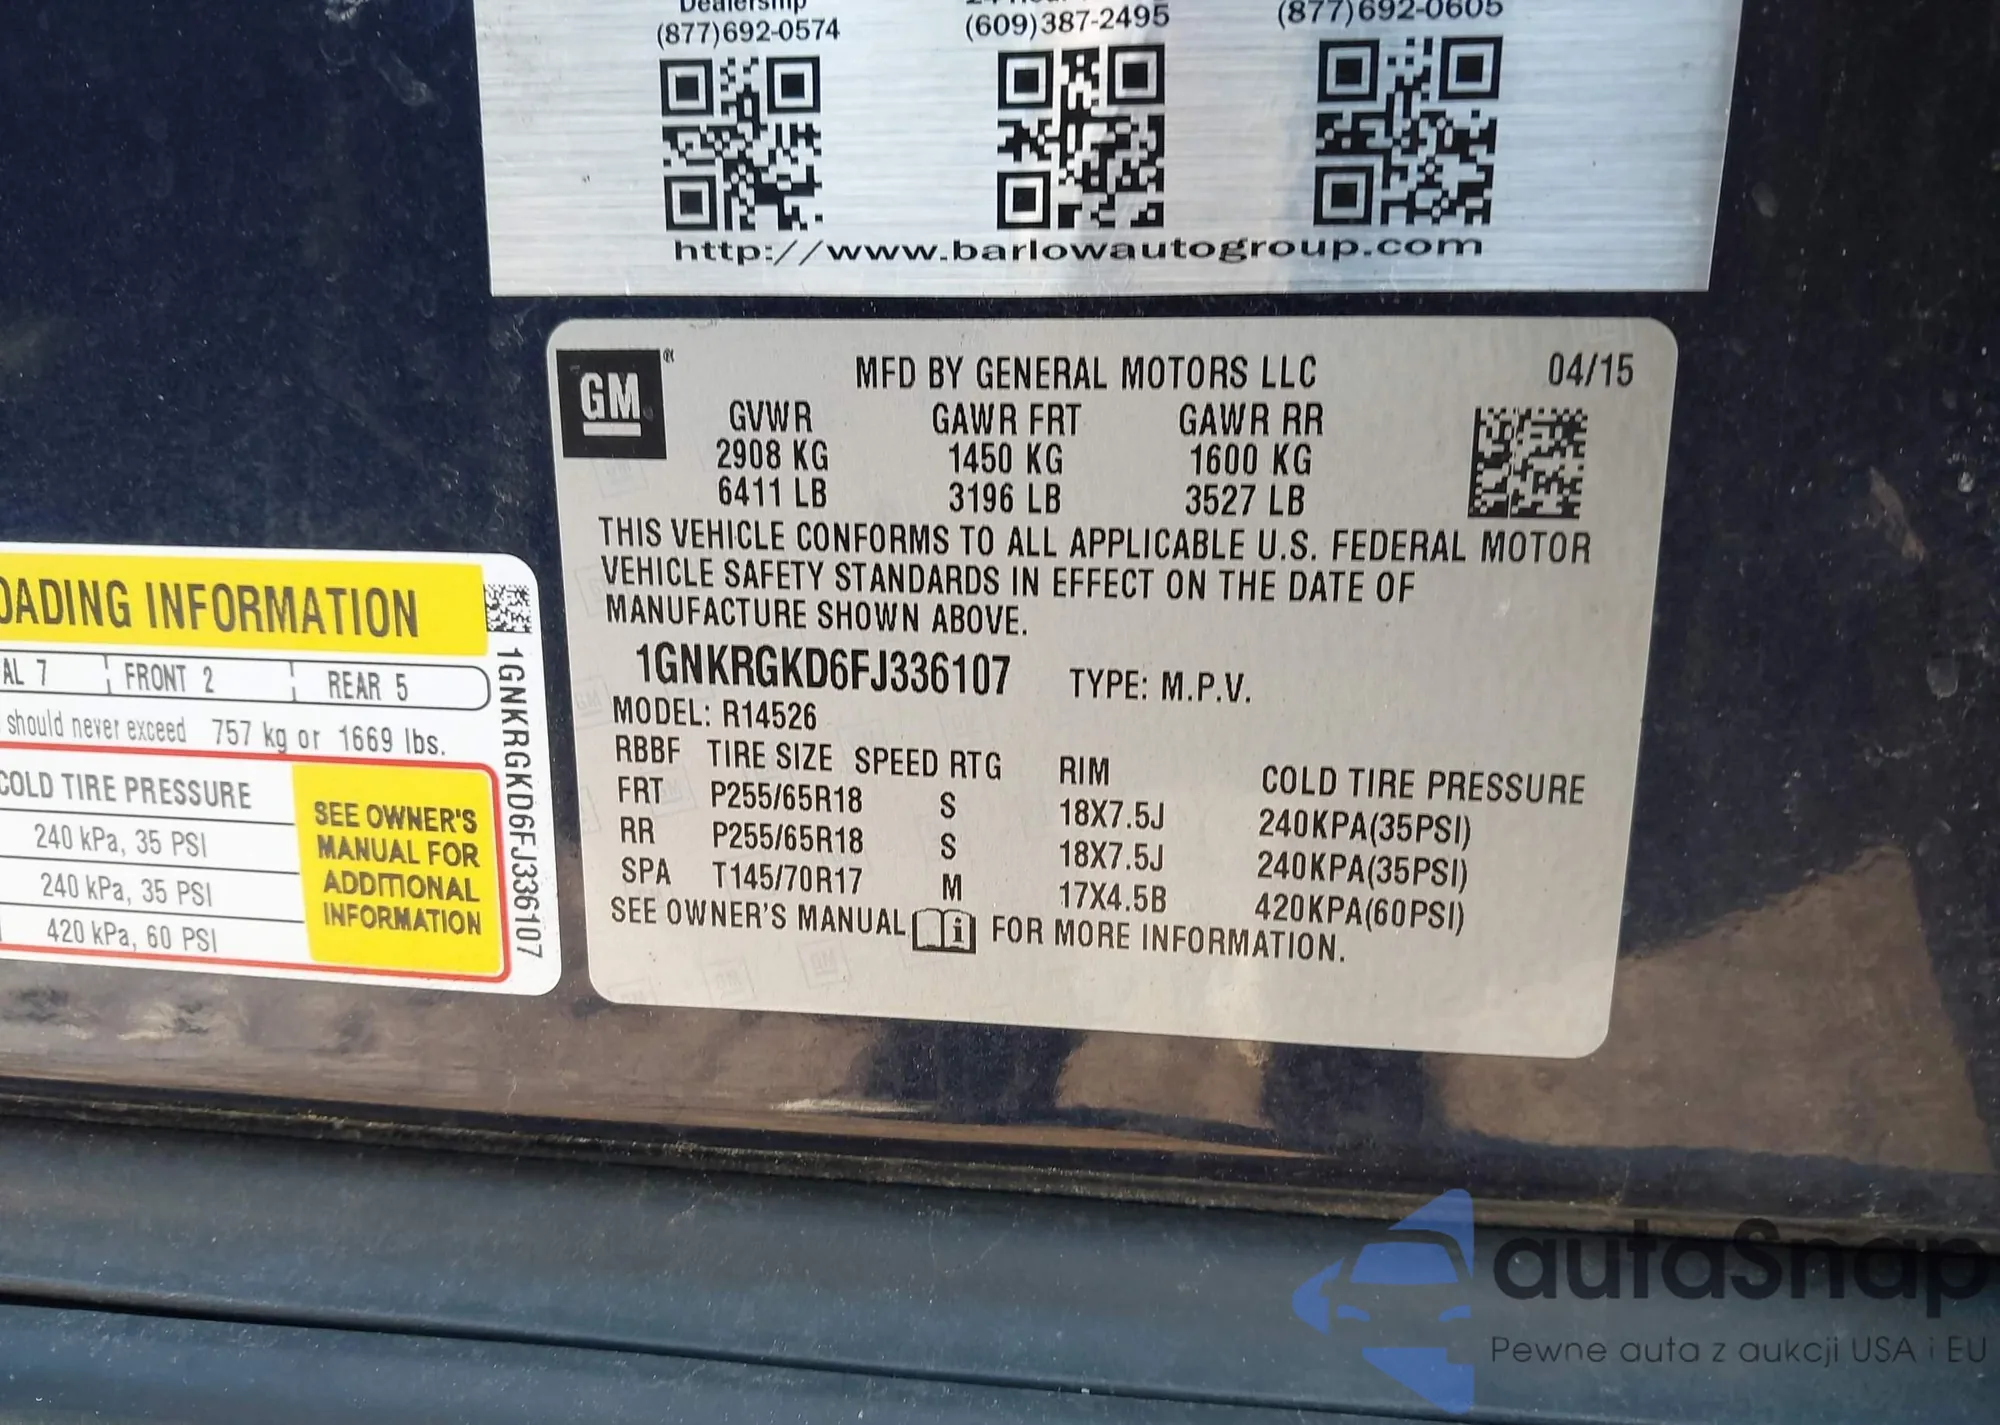 Dealership
(877)692-0574
(609)387-2495
(877)692-0605
http://www.barlowautogroup.com
GM®
MFD BY GENERAL MOTORS LLC 04/15
GVWR GAWR FRT GAWR RR
2908 KG 1450 KG 1600 KG
6411 LB 3196 LB 3527 LB
THIS VEHICLE CONFORMS TO ALL APPLICABLE U.S. FEDERAL MOTOR
VEHICLE SAFETY STANDARDS IN EFFECT ON THE DATE OF
MANUFACTURE SHOWN ABOVE.
1GNKRGKD6FJ336107 TYPE: M.P.V.
MODEL: R14526
RBBF TIRE SIZE SPEED RTG RIM COLD TIRE PRESSURE
FRT P255/65R18 S 18X7.5J 240KPA(35PSI)
RR P255/65R18 S 18X7.5J 240KPA(35PSI)
SPA T145/70R17 M 17X4.5B 420KPA(60PSI)
SEE OWNER'S MANUAL i FOR MORE INFORMATION.
OADING INFORMATION
AL 7 FRONT 2 REAR 5
should never exceed 757 kg or 1669 lbs.
COLD TIRE PRESSURE
240 kPa, 35 PSI
240 kPa, 35 PSI
420 kPa, 60 PSI
SEE OWNER'S
MANUAL FOR
ADDITIONAL
INFORMATION
1GNKRGKD6FJ336107
autaSnap
Pewne auta z aukcji USA i EU